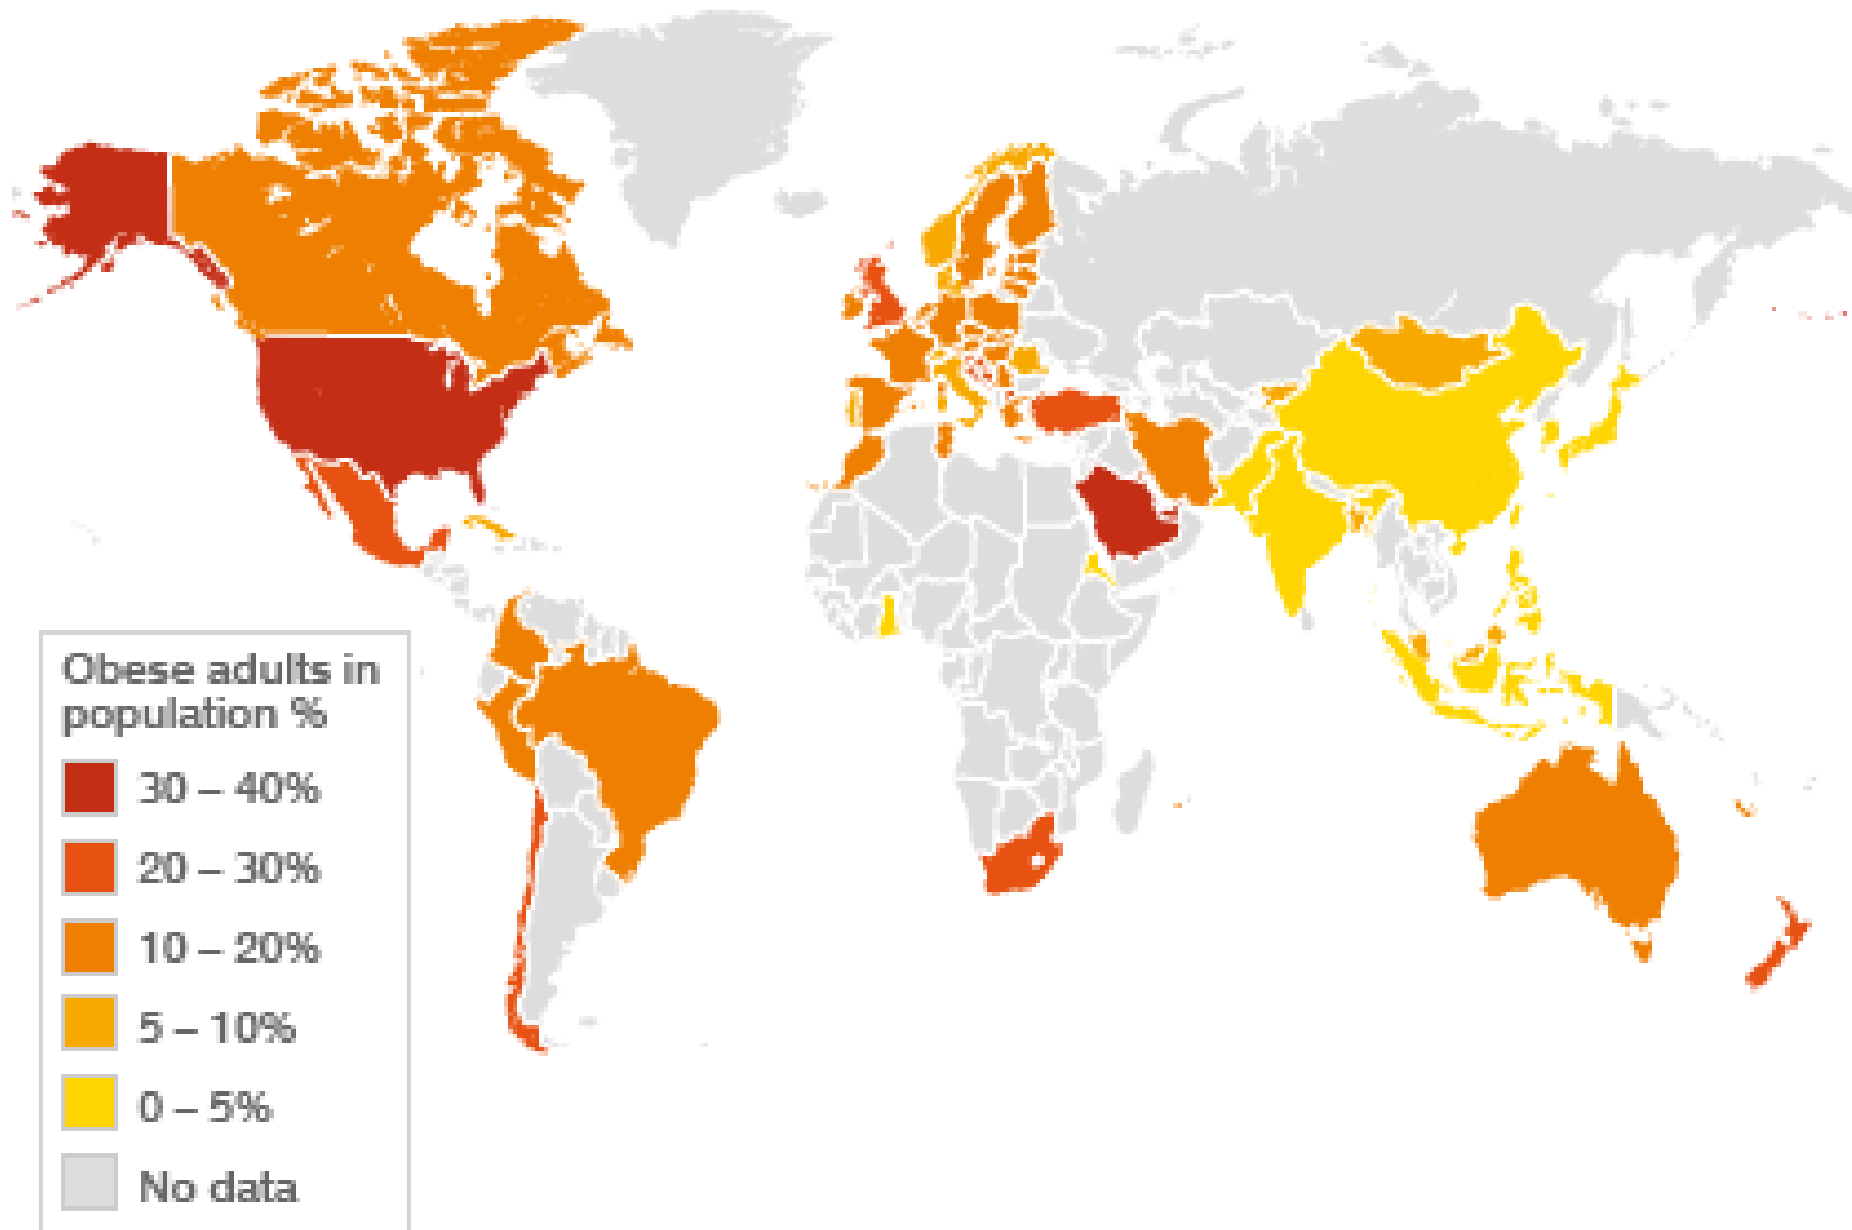 Obese adults in
population %
30 – 40%
20 – 30%
10 – 20%
5 – 10%
0 – 5%
No data